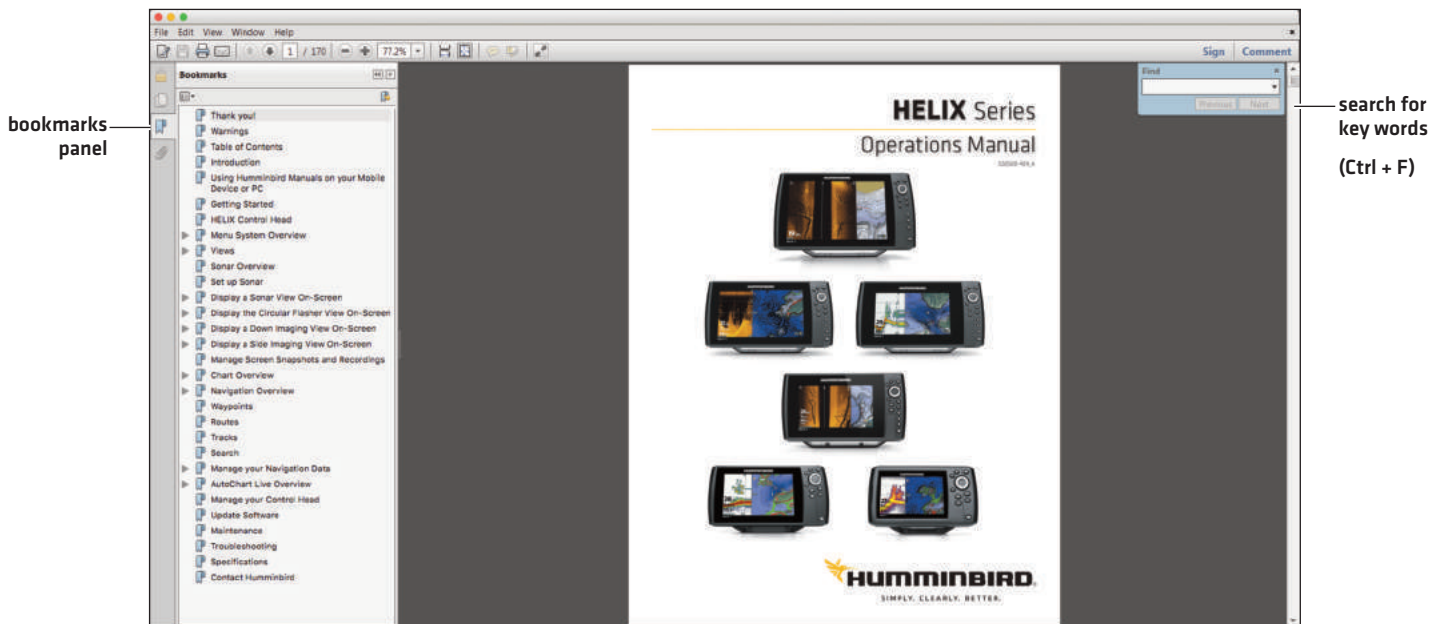 File Edit View Window Help
1 / 170
77.2%
Sign Comment
Bookmarks
Thank you!
Warnings
Table of Contents
Introduction
Using Humminbird Manuals on your Mobile
Device or PC
Getting Started
HELIX Control Head
Menu System Overview
Views
Sonar Overview
Set up Sonar
Display a Sonar View On-Screen
Display the Circular Flasher View On-Screen
Display a Down Imaging View On-Screen
Display a Side Imaging View On-Screen
Manage Screen Snapshots and Recordings
Chart Overview
Navigation Overview
Waypoints
Routes
Tracks
Search
Manage your Navigation Data
AutoChart Live Overview
Manage your Control Head
Update Software
Maintenance
Troubleshooting
Specifications
Contact Humminbird
bookmarks
panel
HELIX Series
Operations Manual
HUMMINBIRD
SIMPLY. CLEARLY. BETTER.
Find
Previous Next
search for
key words
(Ctrl + F)